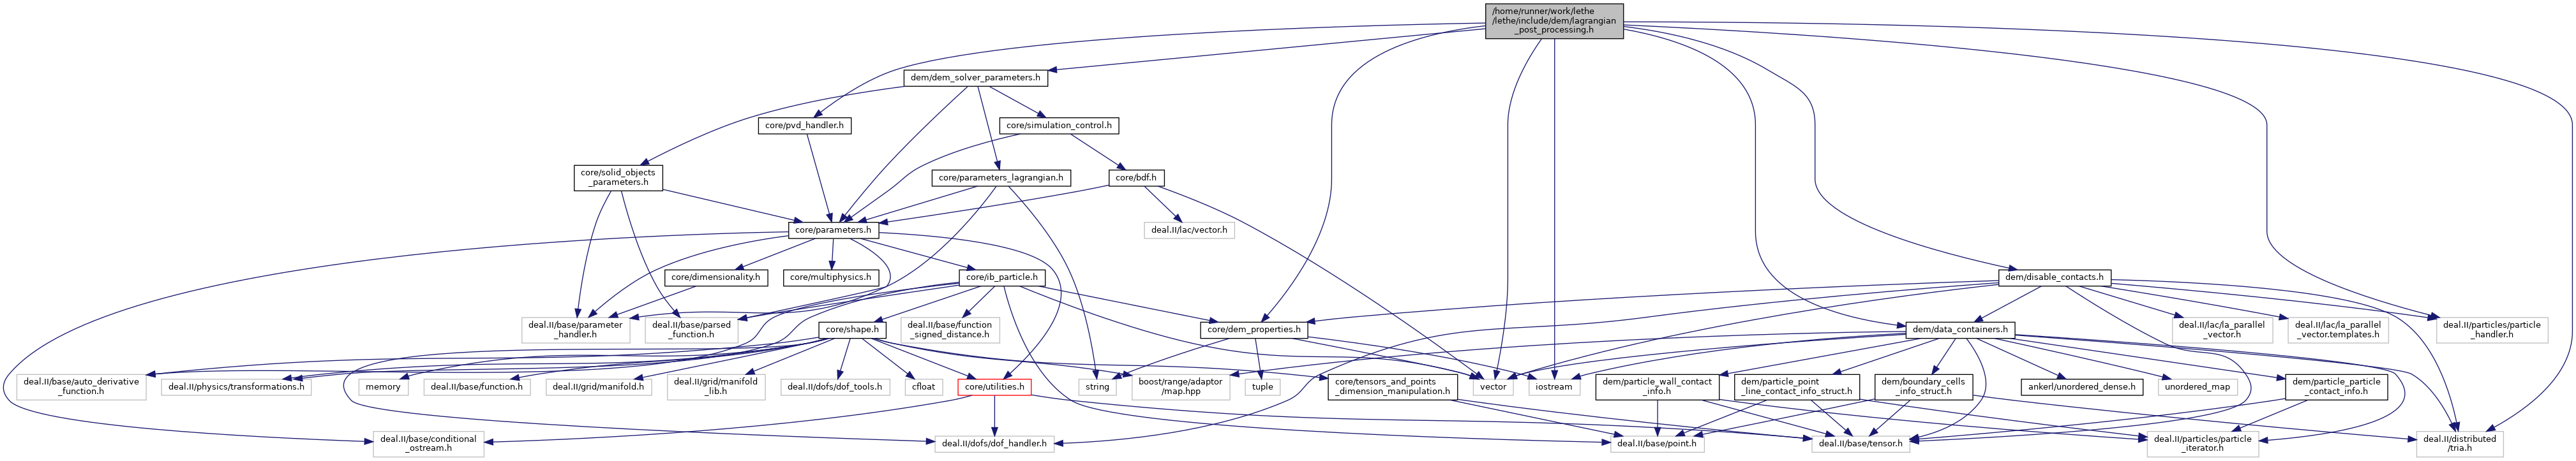 /home/runner/work/lethe
/lethe/include/dem/lagrangian
_post_processing.h
dem/dem_solver_parameters.h
core/pvd_handler.h
core/simulation_control.h
core/solid_objects
_parameters.h
core/parameters_lagrangian.h
core/bdf.h
core/parameters.h
deal.II/lac/vector.h
core/dimensionality.h
core/multiphysics.h
core/ib_particle.h
dem/disable_contacts.h
deal.II/base/parameter
_handler.h
deal.II/base/parsed
_function.h
core/shape.h
deal.II/base/function
_signed_distance.h
core/dem_properties.h
dem/data_containers.h
deal.II/lac/la_parallel
_vector.h
deal.II/lac/la_parallel
_vector.templates.h
deal.II/particles/particle
_handler.h
deal.II/base/auto_derivative
_function.h
deal.II/physics/transformations.h
memory
deal.II/base/function.h
deal.II/grid/manifold.h
deal.II/grid/manifold
_lib.h
deal.II/dofs/dof_tools.h
cfloat
core/utilities.h
string
boost/range/adaptor
/map.hpp
tuple
core/tensors_and_points
_dimension_manipulation.h
vector
iostream
dem/particle_wall_contact
_info.h
dem/particle_point
_line_contact_info_struct.h
dem/boundary_cells
_info_struct.h
ankerl/unordered_dense.h
unordered_map
dem/particle_particle
_contact_info.h
deal.II/base/conditional
_ostream.h
deal.II/dofs/dof_handler.h
deal.II/base/point.h
deal.II/base/tensor.h
deal.II/particles/particle
_iterator.h
deal.II/distributed
/tria.h